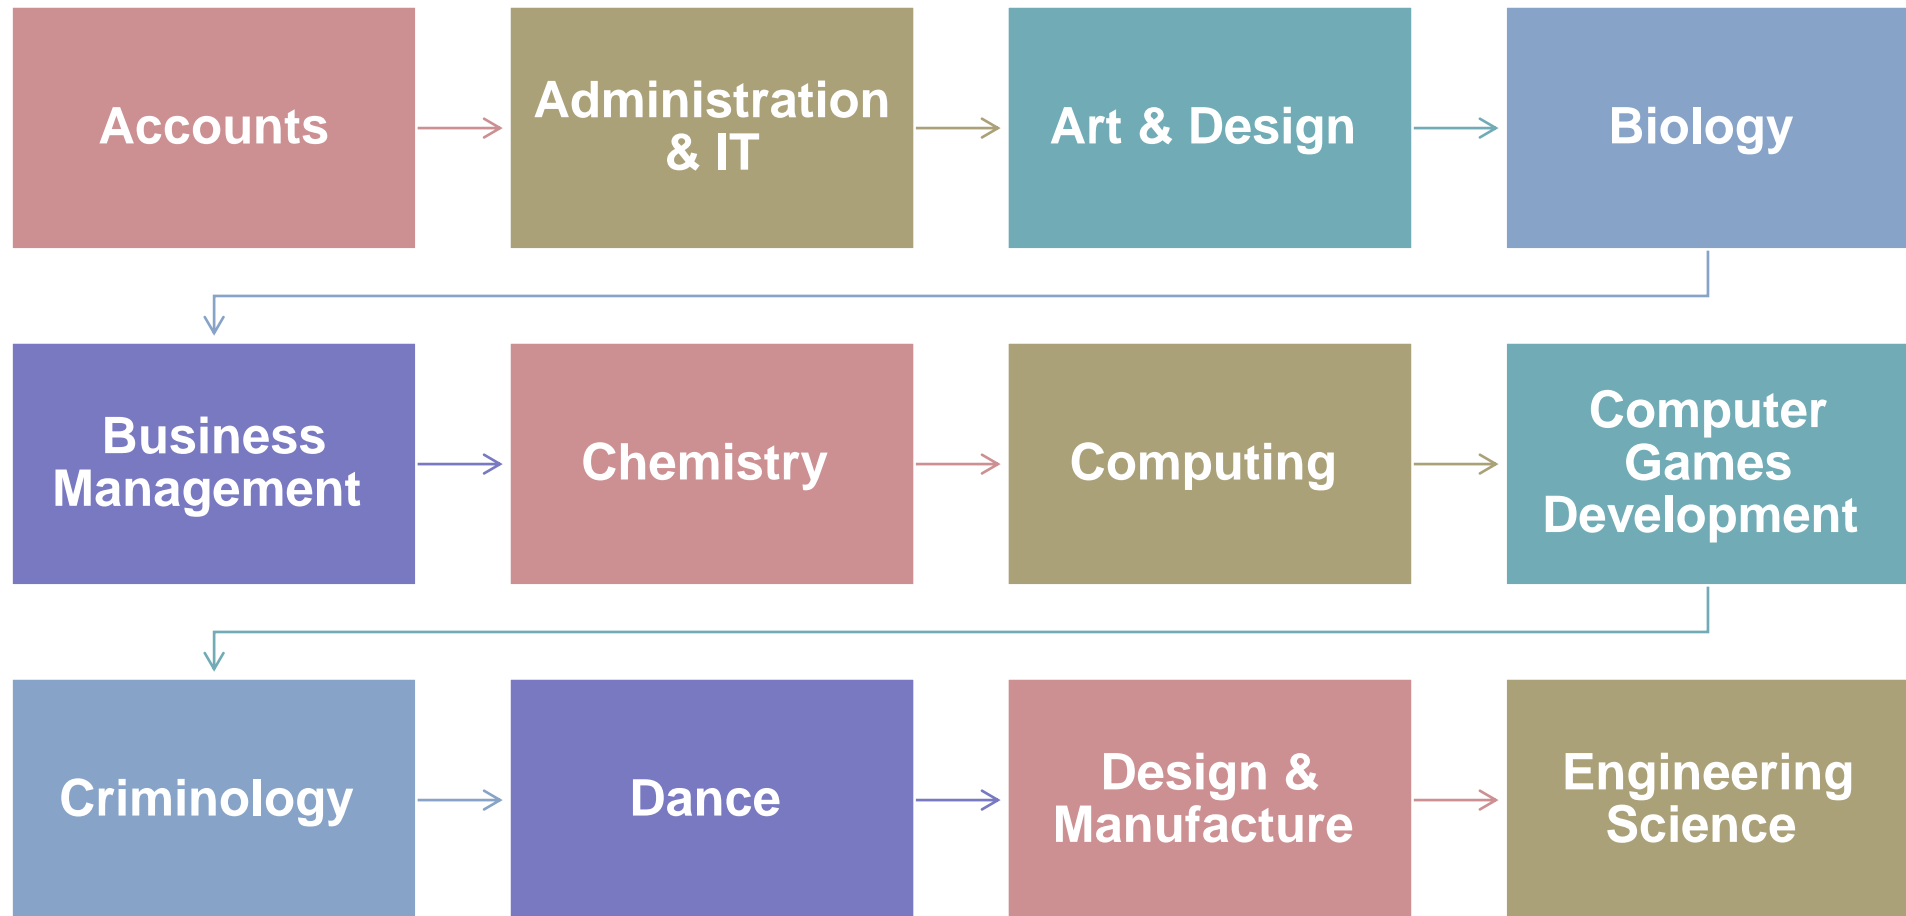 Accounts
Administration
& IT
Art & Design
Biology
Business
Management
Chemistry
Computing
Computer
Games
Development
Criminology
Dance
Design &
Manufacture
Engineering
Science